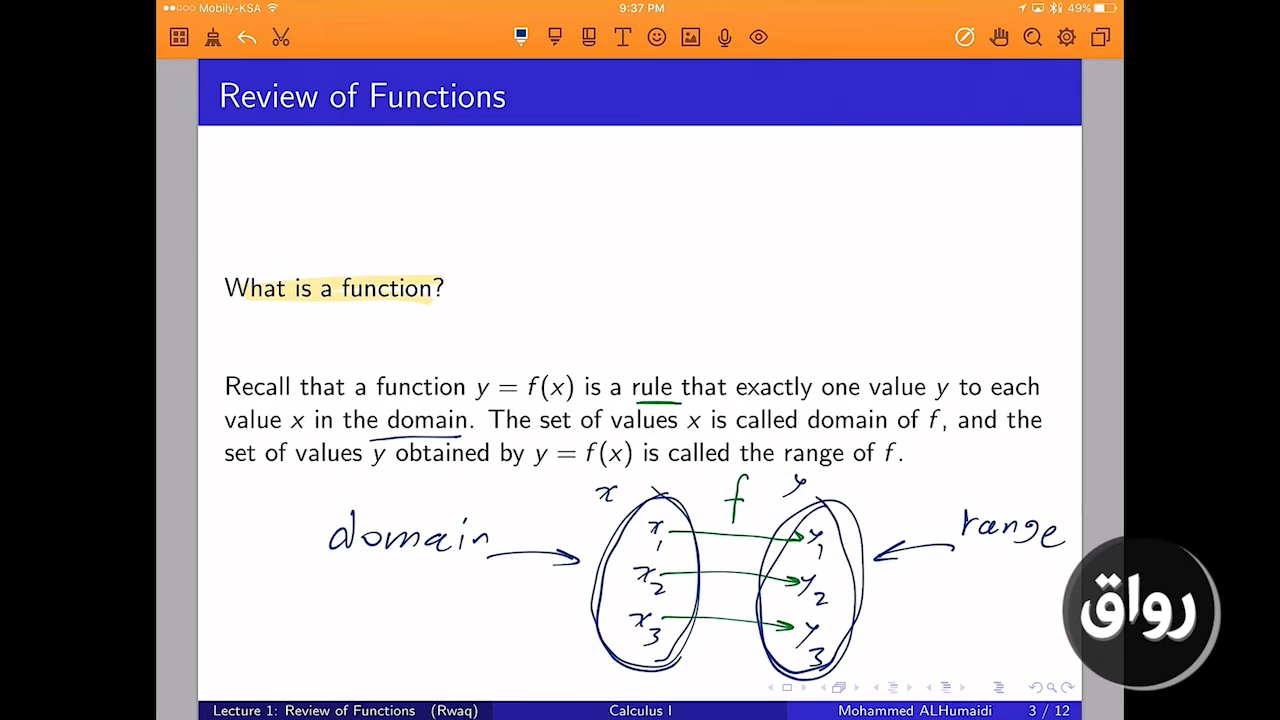 Mobily-KSA 9:37 PM 49%
Review of Functions
What is a function?
Recall that a function y = f(x) is a rule that exactly one value y to each
value x in the domain. The set of values x is called domain of f, and the
set of values y obtained by y = f(x) is called the range of f.
x f y
domain x1 y1 range
x2 y2
x3 y3
رواق
Lecture 1: Review of Functions (Rwaq) Calculus I Mohammed ALHumaidi 3 / 12